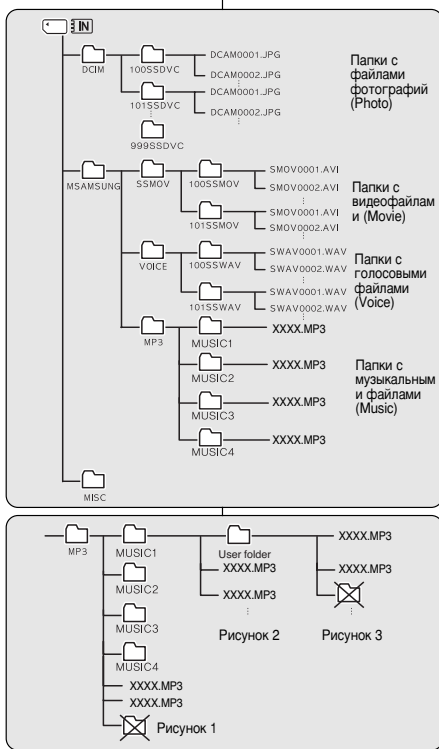 IN
DCIM
100SSDVC
DCAM0001.JPG
DCAM0002.JPG
101SSDVC
DCAM0001.JPG
DCAM0002.JPG
999SSDVC
Папки с
файлами
фотографий
(Photo)
MSAMSUNG
SSMOV
100SSMOV
SMOV0001.AVI
SMOV0002.AVI
101SSMOV
SMOV0001.AVI
SMOV0002.AVI
Папки с
видеофайлам
и (Movie)
VOICE
100SSWAV
SWAV0001.WAV
SWAV0002.WAV
101SSWAV
SWAV0001.WAV
SWAV0002.WAV
Папки с
голосовыми
файлами
(Voice)
MP3
MUSIC1
XXXX.MP3
MUSIC2
XXXX.MP3
MUSIC3
XXXX.MP3
MUSIC4
XXXX.MP3
Папки с
музыкальным
и файлами
(Music)
MISC
MP3
MUSIC1
User folder
XXXX.MP3
MUSIC2
XXXX.MP3
XXXX.MP3
MUSIC3
XXXX.MP3
MUSIC4
Рисунок 2
Рисунок 3
XXXX.MP3
XXXX.MP3
Рисунок 1